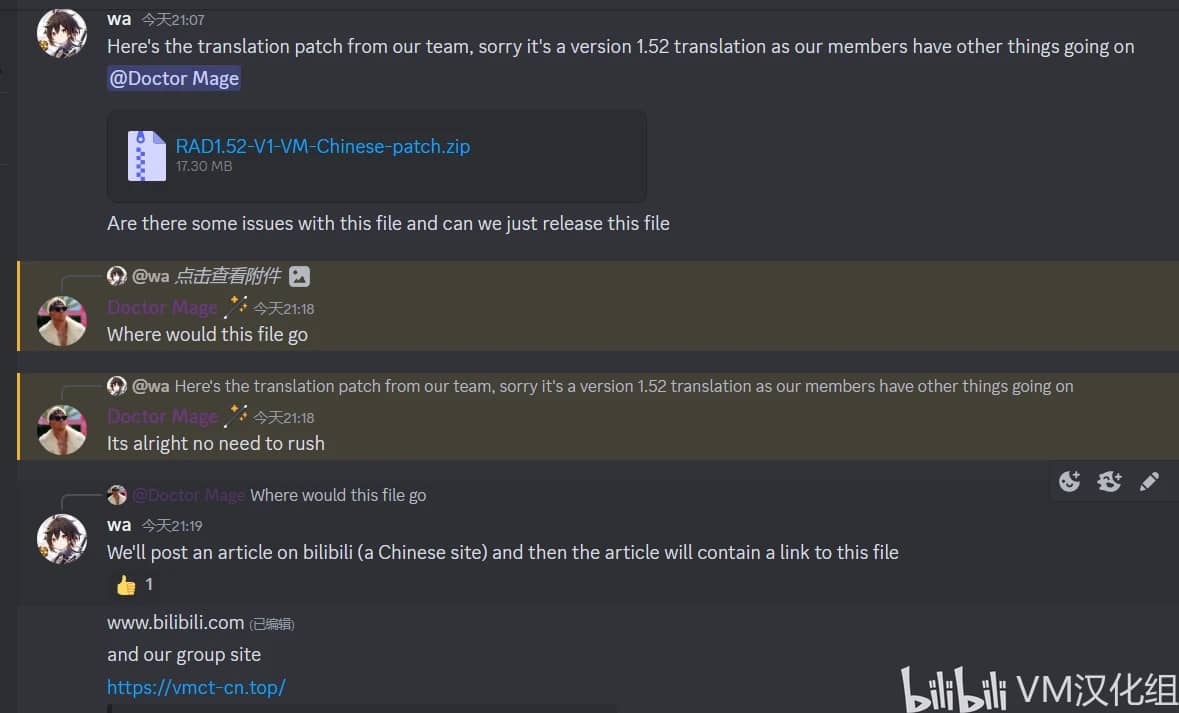 wa 今天21:07
Here's the translation patch from our team, sorry it's a version 1.52 translation as our members have other things going on
@Doctor Mage
RAD1.52-V1-VM-Chinese-patch.zip
17.30 MB
Are there some issues with this file and can we just release this file
@wa 点击查看附件
Doctor Mage 今天21:18
Where would this file go
@wa Here's the translation patch from our team, sorry it's a version 1.52 translation as our members have other things going on
Doctor Mage 今天21:18
Its alright no need to rush
@Doctor Mage Where would this file go
wa 今天21:19
We'll post an article on bilibili (a Chinese site) and then the article will contain a link to this file
👍 1
www.bilibili.com (已编辑)
and our group site
https://vmct-cn.top/
bilibili VM汉化组